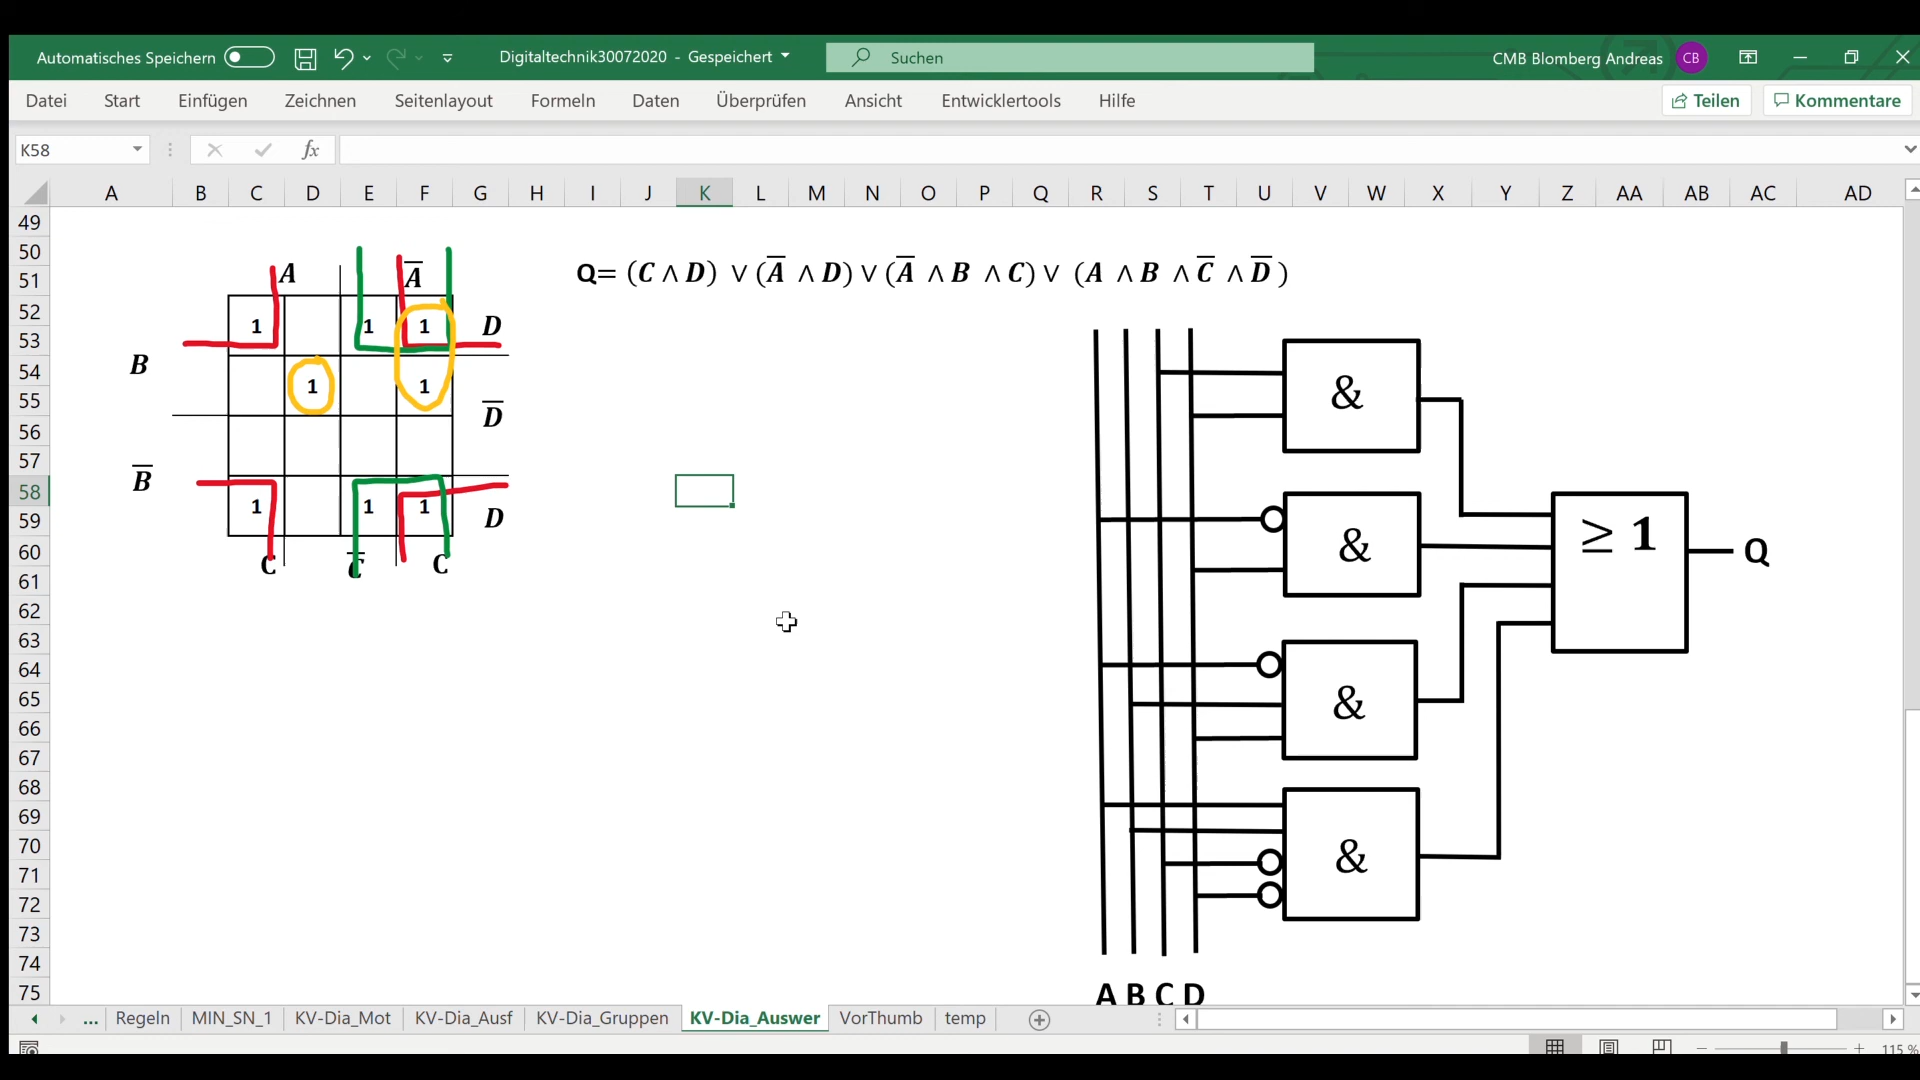 Automatisches Speichern Digitaltechnik30072020 - Gespeichert Suchen CMB Blomberg Andreas CB
Datei Start Einfügen Zeichnen Seitenlayout Formeln Daten Überprüfen Ansicht Entwicklertools Hilfe Teilen Kommentare
K58 fx
A B C D E F G H I J K L M N O P Q R S T U V W X Y Z AA AB AC AD
49
50
51
52
53
54
55
56
57
58
59
60
61
62
63
64
65
66
67
68
69
70
71
72
73
74
75
A A̅
Q= (C ∧ D) ∨ (A̅ ∧ D) ∨ (A̅ ∧ B ∧ C) ∨ (A ∧ B ∧ C̅ ∧ D̅ )
1 1 1 D
B
1 1
D̅
B̅
1 1 1 D
C C̅ C
&
&
≥ 1
Q
&
&
A B C D
... Regeln MIN_SN_1 KV-Dia_Mot KV-Dia_Ausf KV-Dia_Gruppen KV-Dia_Auswer VorThumb temp
115 %